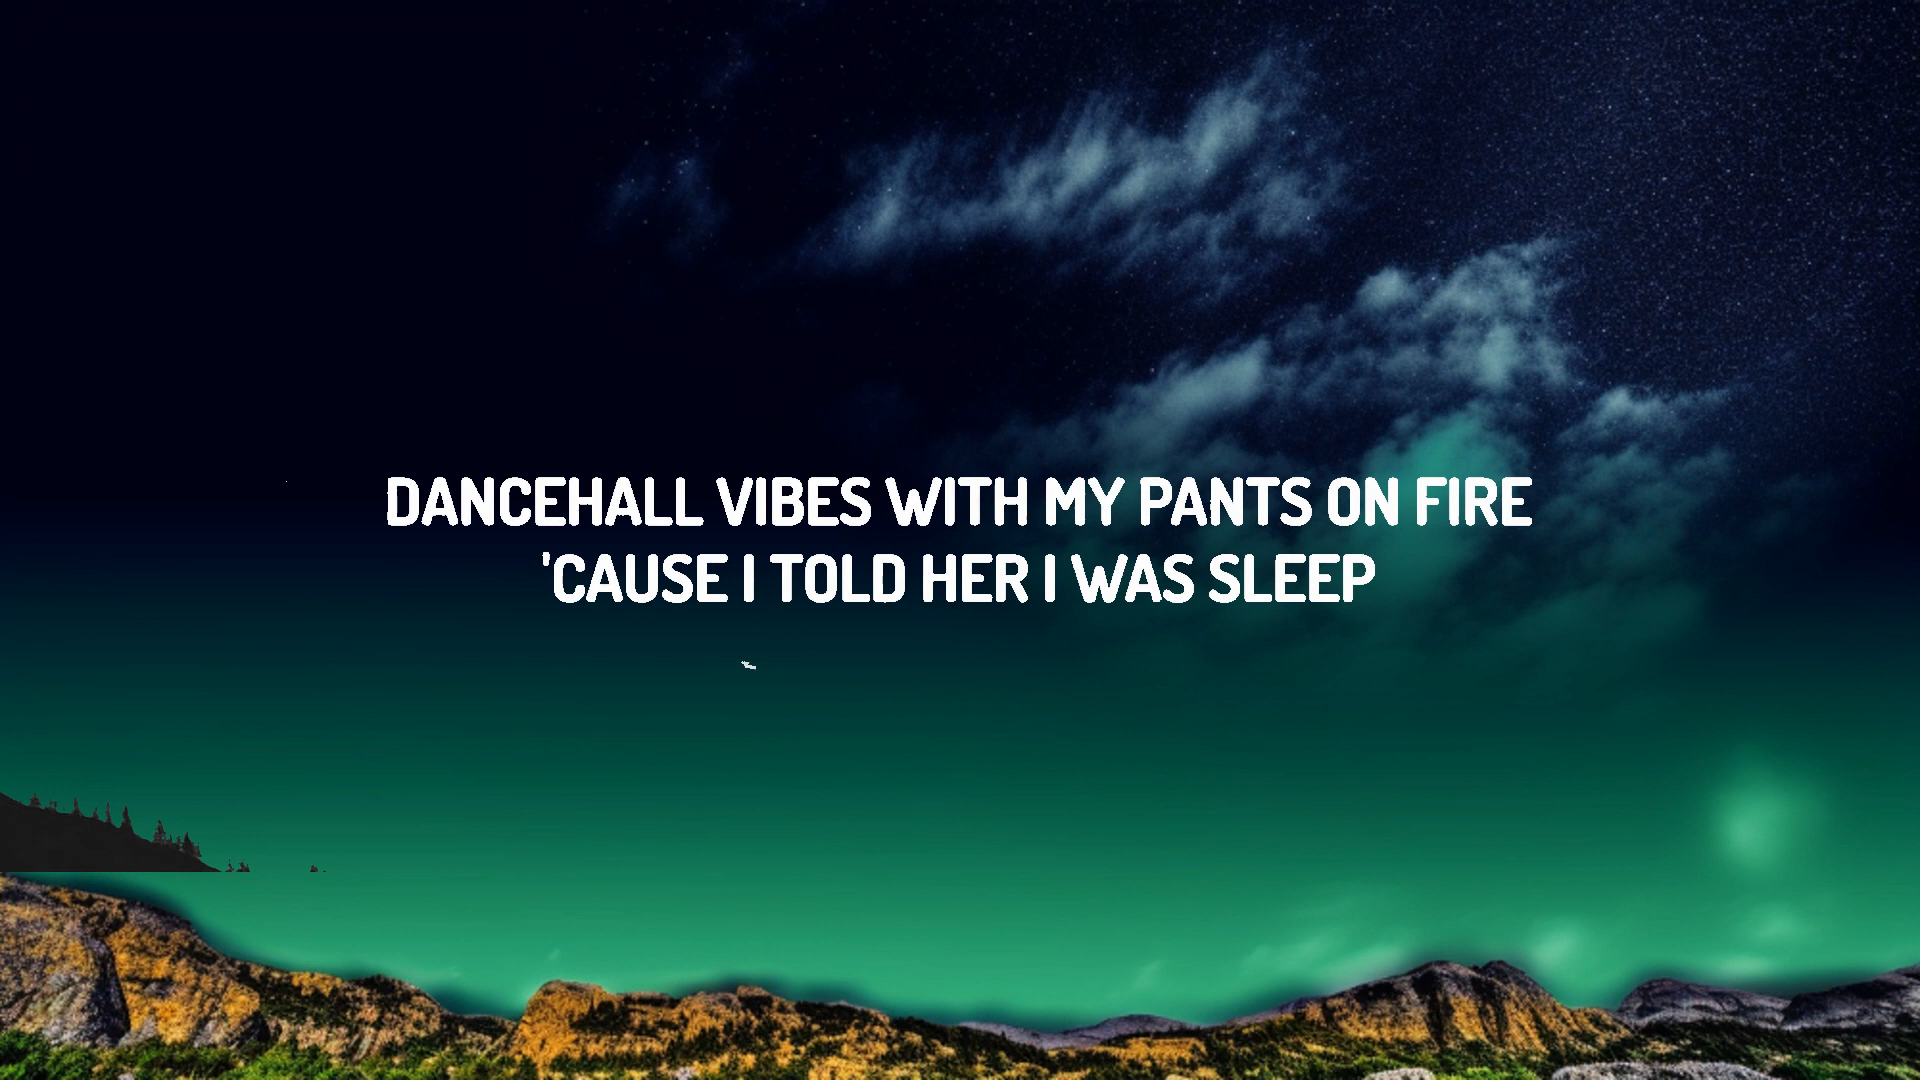 DANCEHALL VIBES WITH MY PANTS ON FIRE
'CAUSE I TOLD HER I WAS SLEEP